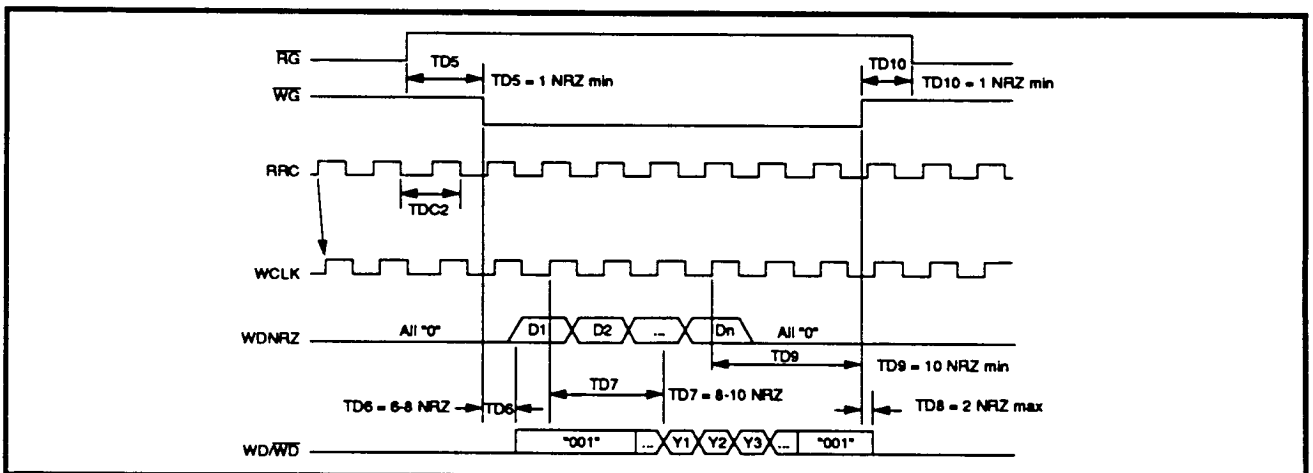 RG
TD5
TD5 = 1 NRZ min
TD10
TD10 = 1 NRZ min
WG
RRC
TDC2
WCLK
WDNRZ
All "0"
D1
D2
...
Dn
All "0"
TD9
TD9 = 10 NRZ min
TD7
TD7 = 8-10 NRZ
TD6 = 6-8 NRZ
TD6
TD8 = 2 NRZ max
WD/WD
"001"
...
Y1
Y2
Y3
...
"001"